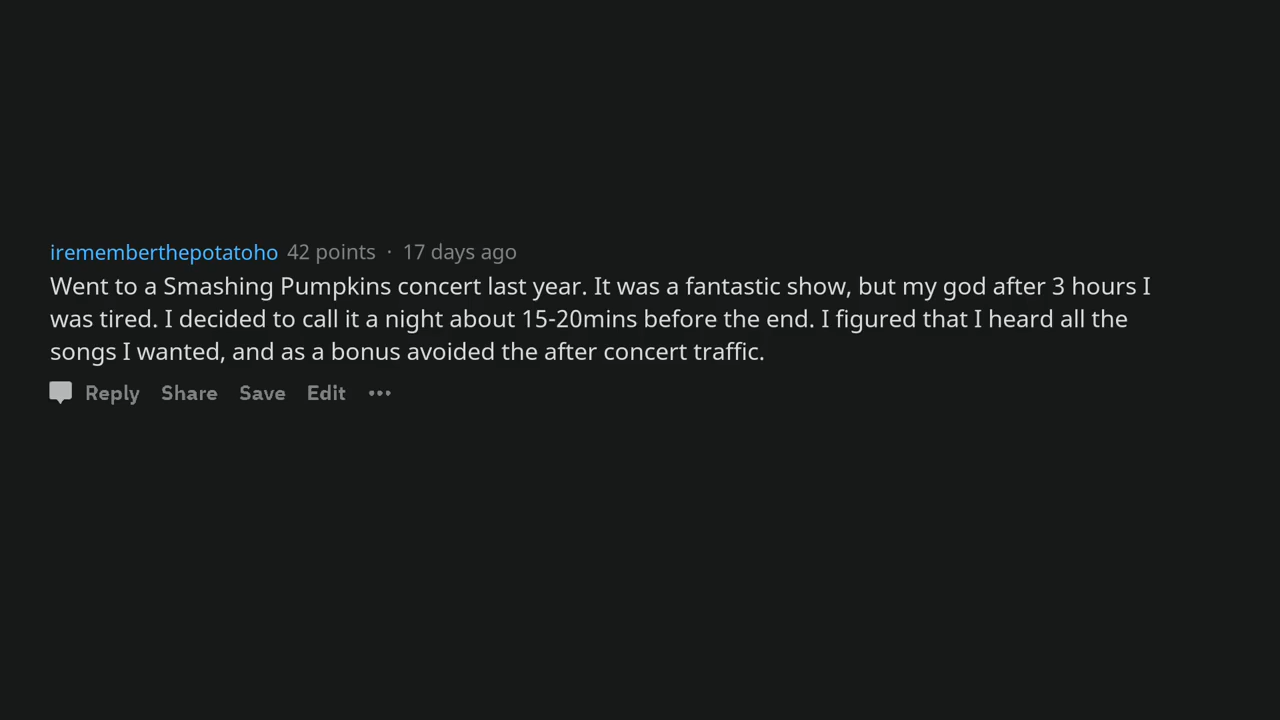 irememberthepotatoho 42 points · 17 days ago
Went to a Smashing Pumpkins concert last year. It was a fantastic show, but my god after 3 hours I
was tired. I decided to call it a night about 15-20mins before the end. I figured that I heard all the
songs I wanted, and as a bonus avoided the after concert traffic.
Reply Share Save Edit •••